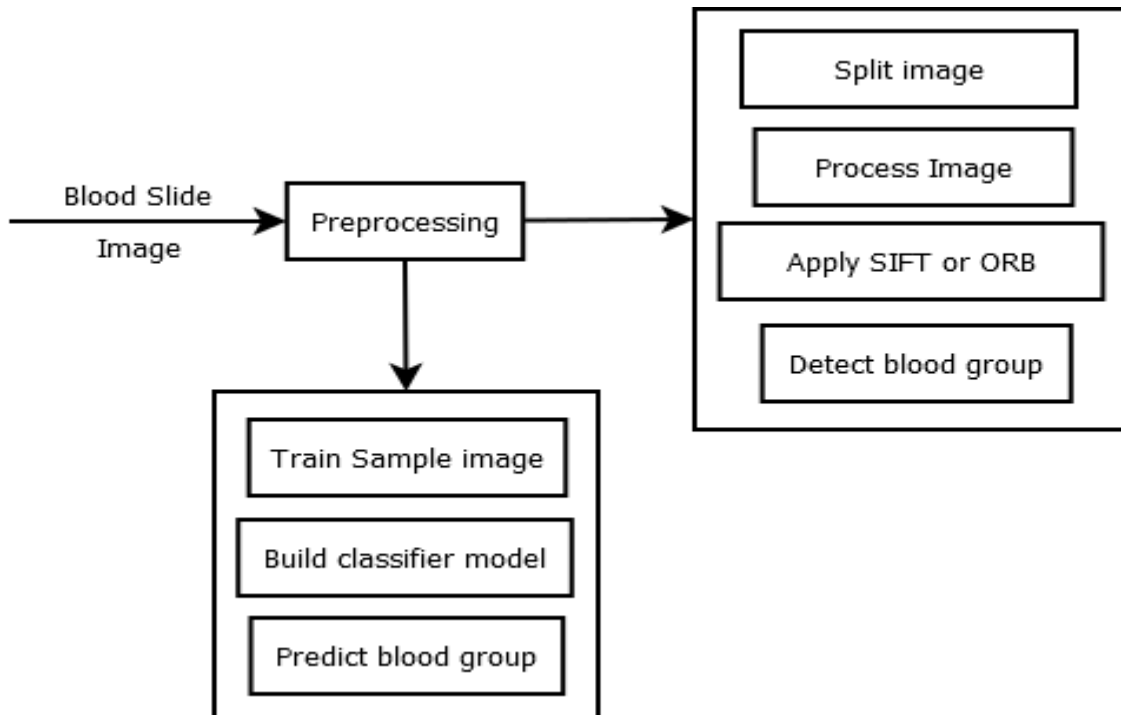 Blood Slide
Image
Preprocessing
Split image
Process Image
Apply SIFT or ORB
Detect blood group
Train Sample image
Build classifier model
Predict blood group